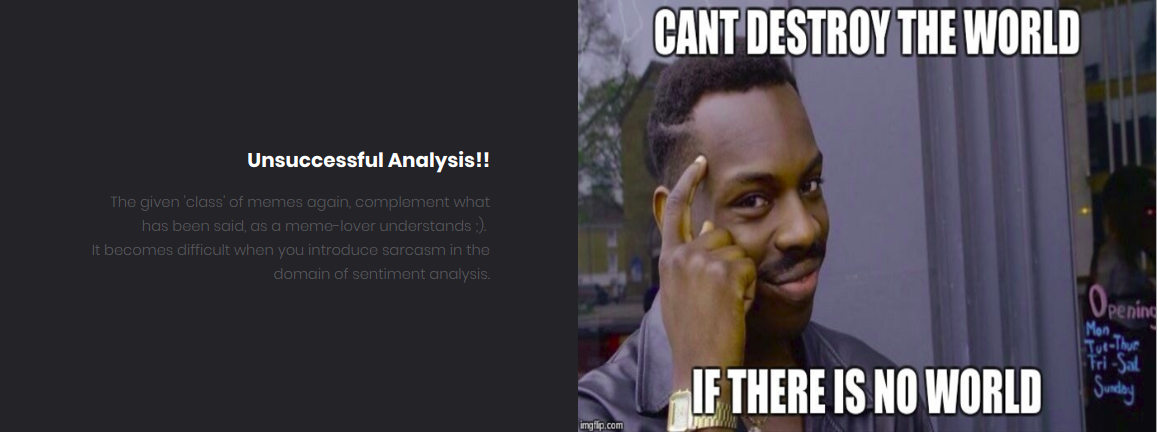 Unsuccessful Analysis!!
The given 'class' of memes again, complement what
has been said, as a meme-lover understands ;).
It becomes difficult when you introduce sarcasm in the
domain of sentiment analysis.
CANT DESTROY THE WORLD
IF THERE IS NO WORLD
Opening
Mon
Tue-Thur
Fri-Sat
Sunday
imgflip.com